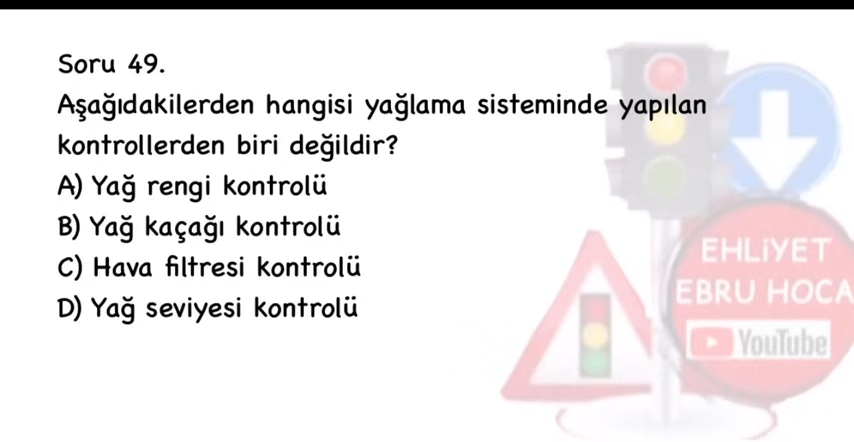 Soru 49.
Aşağıdakilerden hangisi yağlama sisteminde yapılan
kontrollerden biri değildir?
A) Yağ rengi kontrolü
B) Yağ kaçağı kontrolü
C) Hava filtresi kontrolü
D) Yağ seviyesi kontrolü
EHLİYET
EBRU HOCA
YouTube